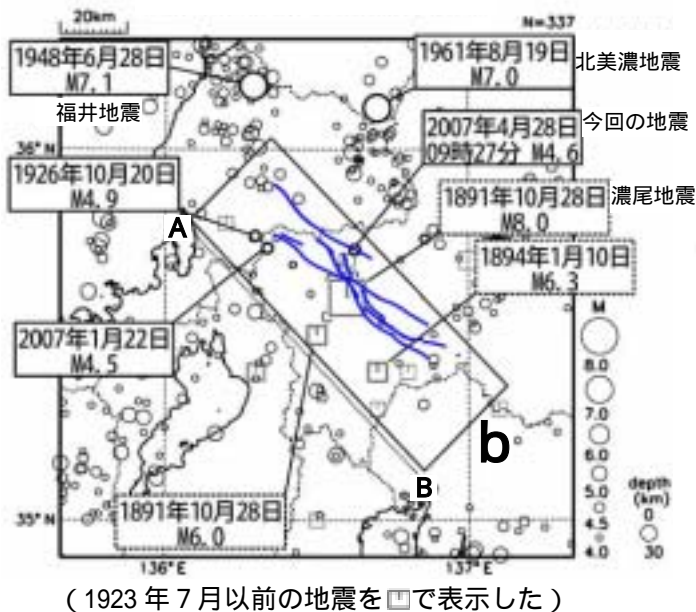 20km
N=337
1948年6月28日
M7.1
福井地震
1961年8月19日
M7.0
北美濃地震
2007年4月28日
09時27分 M4.6
今回の地震
36°N
1926年10月20日
M4.9
1891年10月28日
M8.0
濃尾地震
A
1894年1月10日
M6.3
2007年1月22日
M4.5
M
8.0
7.0
6.0
5.0
4.5
4.0
b
B
depth
(km)
0
30
1891年10月28日
M6.0
35°N
136°E
137°E
(1923年7月以前の地震を□で表示した)